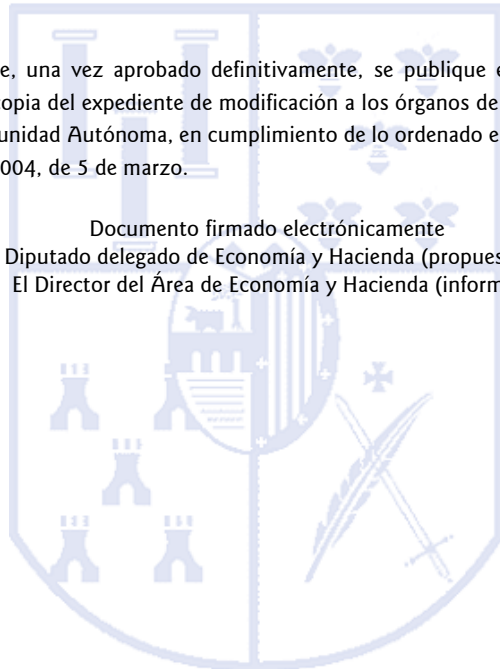 e, una vez aprobado definitivamente, se publique e
opia del expediente de modificación a los órganos de
unidad Autónoma, en cumplimiento de lo ordenado e
004, de 5 de marzo.
Documento firmado electrónicamente
Diputado delegado de Economía y Hacienda (propues
El Director del Área de Economía y Hacienda (inform